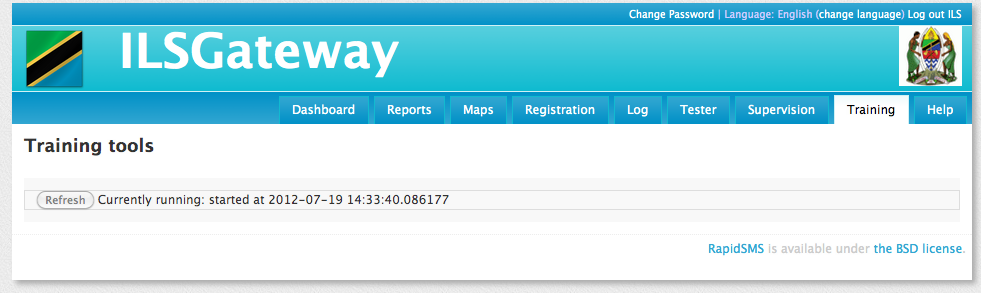 Change Password | Language: English (change language) Log out ILS
ILSGateway
Dashboard Reports Maps Registration Log Tester Supervision Training Help
Training tools
Refresh Currently running: started at 2012-07-19 14:33:40.086177
RapidSMS is available under the BSD license.